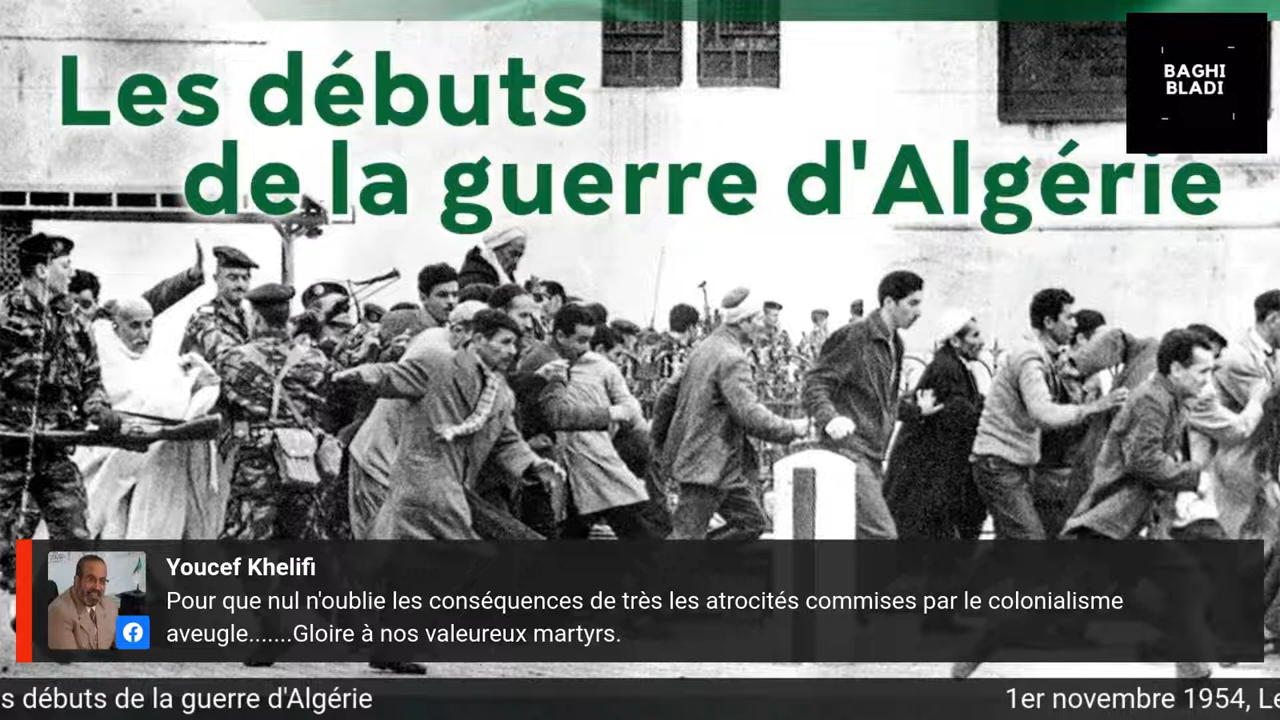 Les débuts
de la guerre d'Algérie
BAGHI
BLADI
Youcef Khelifi
Pour que nul n'oublie les conséquences de très les atrocités commises par le colonialisme
aveugle.......Gloire à nos valeureux martyrs.
s débuts de la guerre d'Algérie 1er novembre 1954, Le